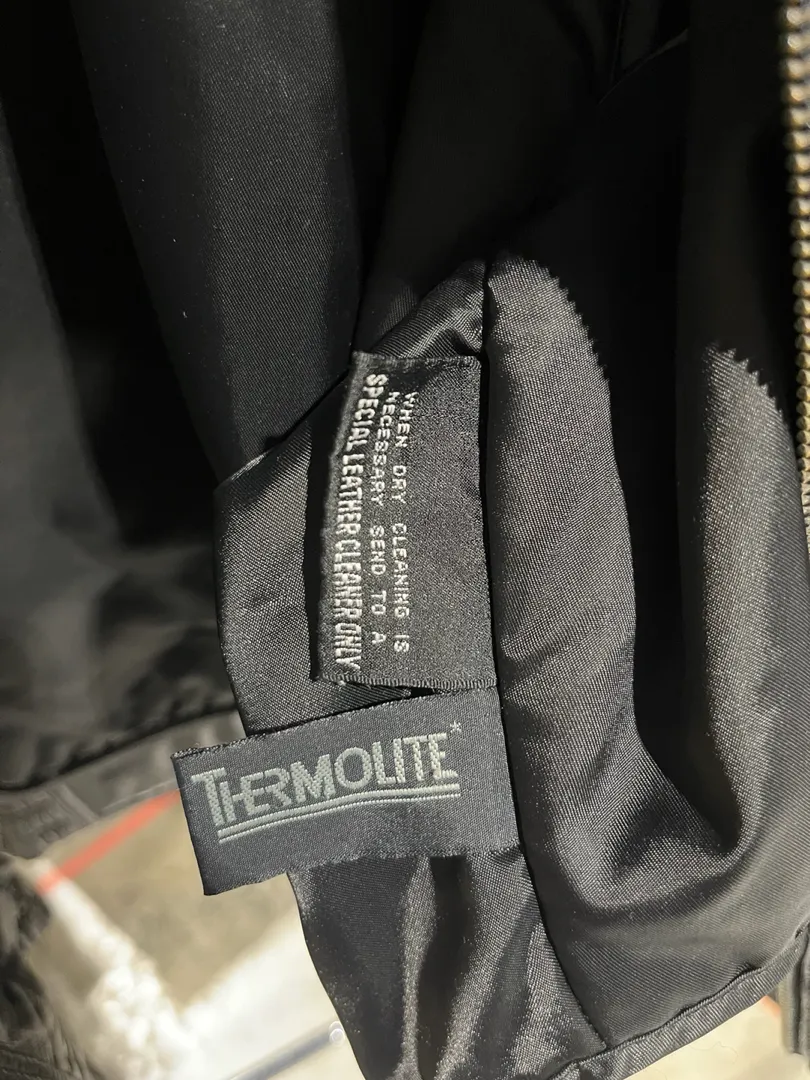 WHEN DRY CLEANING IS
NECESSARY SEND TO A
SPECIAL LEATHER CLEANER ONLY
THERMOLITE*